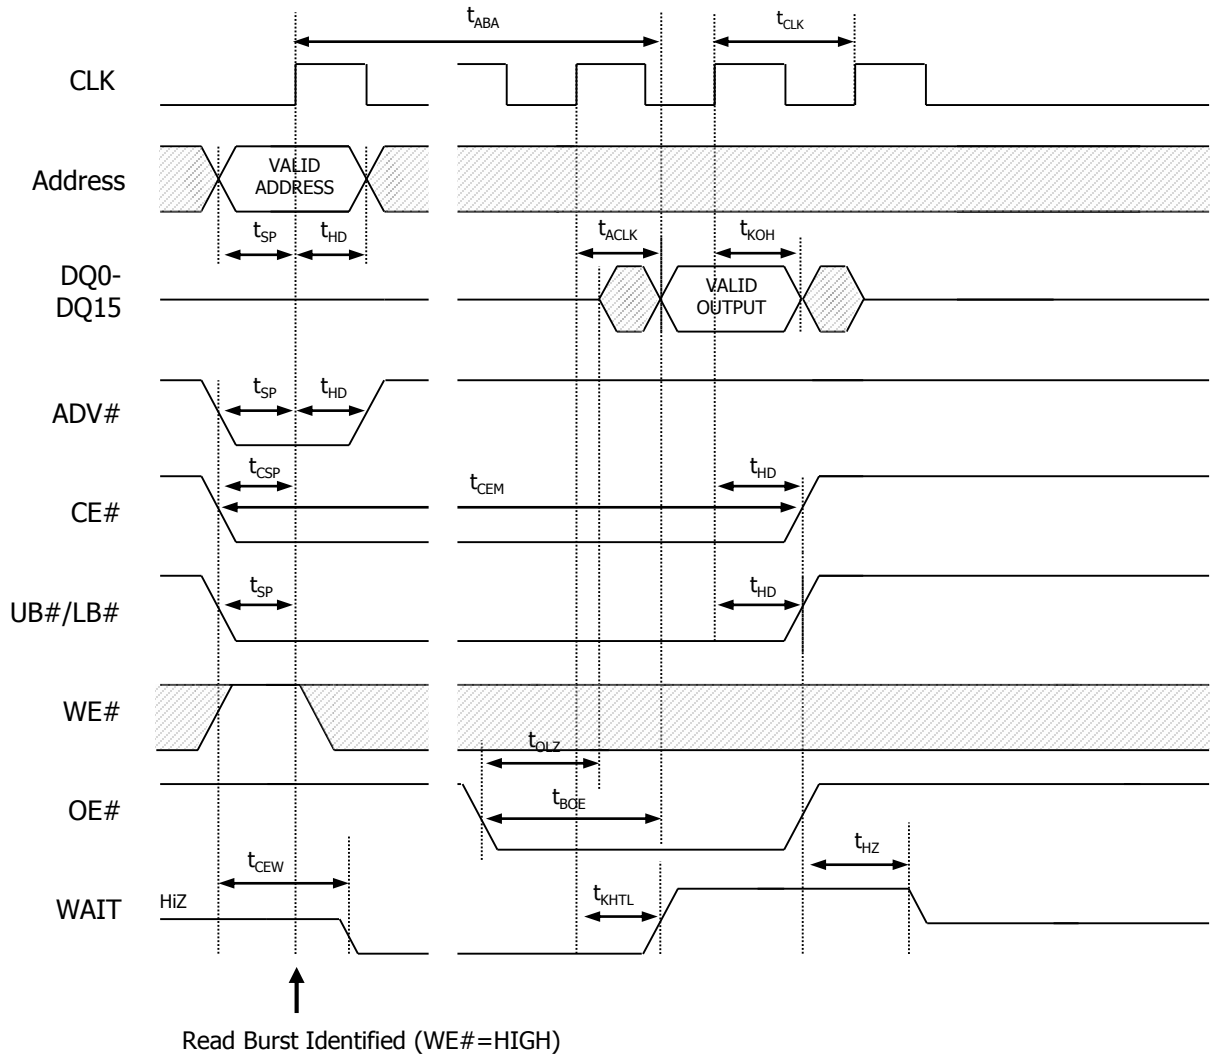 tABA
tCLK
CLK
VALID
ADDRESS
Address
tSP
tHD
tACLK
tKOH
DQ0-
DQ15
VALID
OUTPUT
tSP
tHD
ADV#
tCSP
tHD
tCEM
CE#
tSP
tHD
UB#/LB#
WE#
tOLZ
tBOE
OE#
tCEW
tHZ
HiZ
tKHTL
WAIT
Read Burst Identified (WE#=HIGH)